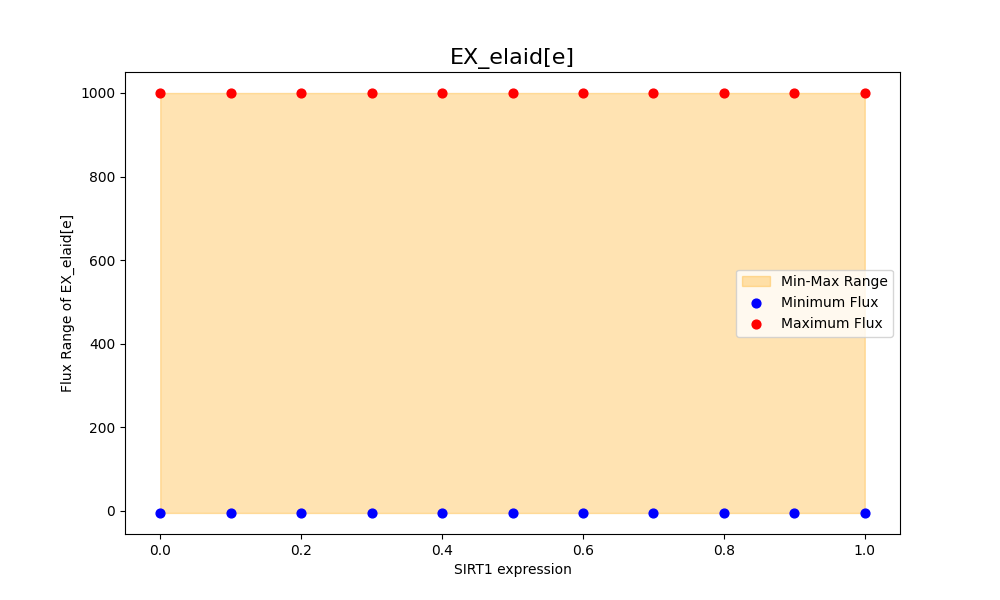 EX_elaid[e]
Flux Range of EX_elaid[e]
1000
800
600
400
200
0
Min-Max Range
Minimum Flux
Maximum Flux
0.0 0.2 0.4 0.6 0.8 1.0
SIRT1 expression